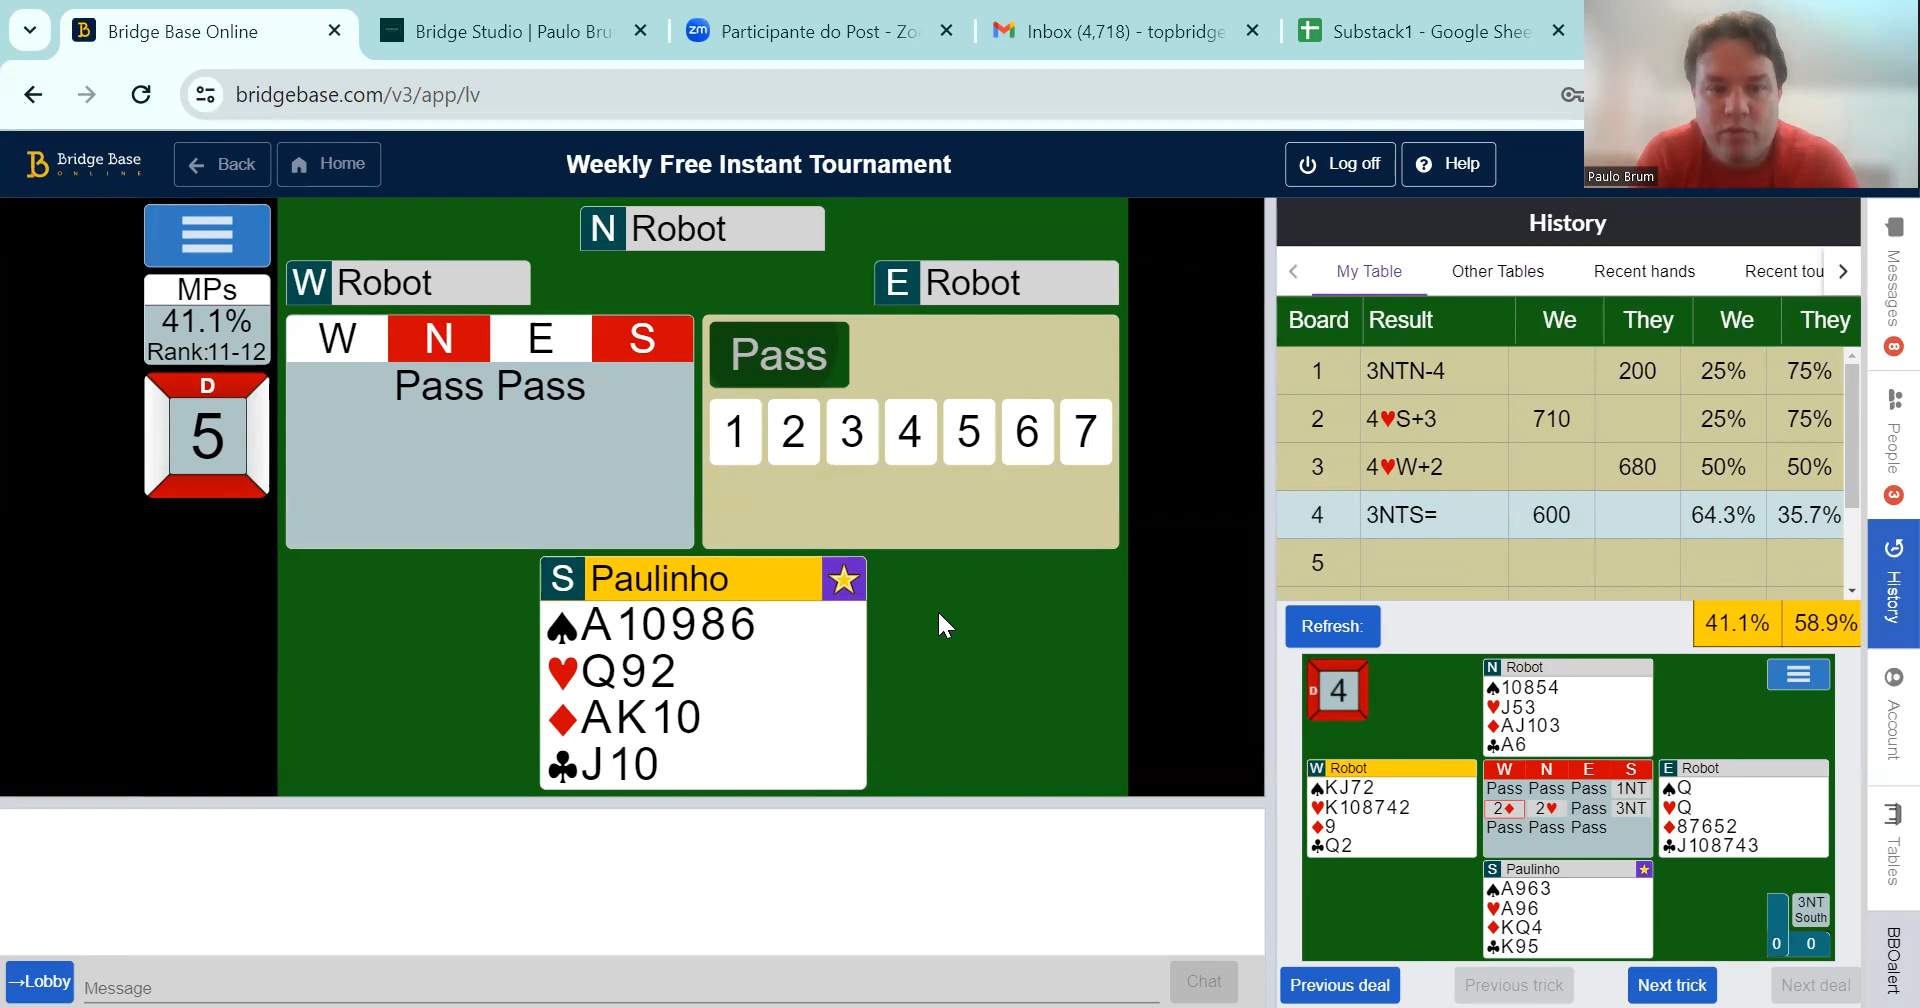 Bridge Base Online
Bridge Studio | Paulo Bru
zm Participante do Post - Zo
Inbox (4,718) - topbridge
Substack1 - Google Shee
bridgebase.com/v3/app/lv
Paulo Brum
Bridge Base
ONLINE
Back
Home
Weekly Free Instant Tournament
Log off
? Help
MPs
41.1%
Rank:11-12
D
5
N Robot
W Robot
E Robot
W N E S
Pass Pass
Pass
1 2 3 4 5 6 7
S Paulinho
♠A10986
♥Q92
♦AK10
♣J10
History
My Table Other Tables Recent hands Recent tou
Board Result We They We They
1 3NTN-4 200 25% 75%
2 4♥S+3 710 25% 75%
3 4♥W+2 680 50% 50%
4 3NTS= 600 64.3% 35.7%
5
Refresh:
41.1% 58.9%
D 4
N Robot
♠10854
♥J53
♦AJ103
♣A6
W Robot
♠KJ72
♥K108742
♦9
♣Q2
W N E S
Pass Pass Pass 1NT
2♦ 2♥ Pass 3NT
Pass Pass Pass
E Robot
♠Q
♥Q
♦87652
♣J108743
S Paulinho
♠A963
♥A96
♦KQ4
♣K95
3NT
South
0 0
Previous deal
Previous trick
Next trick
Next deal
Messages
8
People
3
History
Account
Tables
BBOalert
→Lobby
Message
Chat